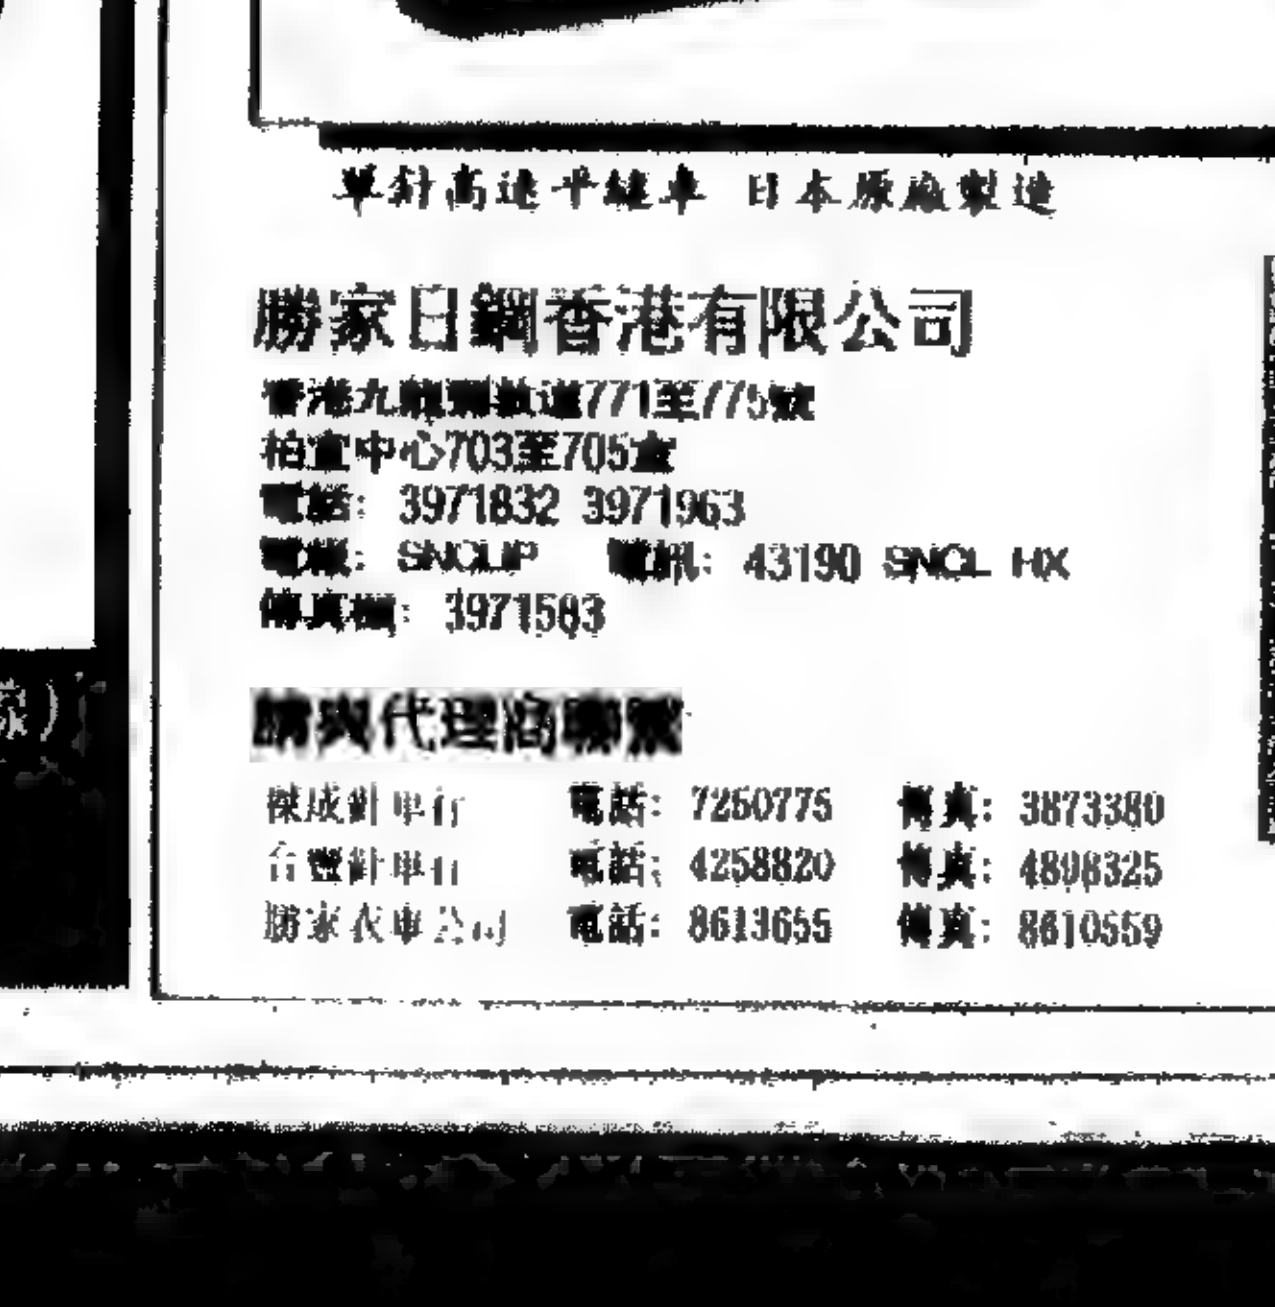 單針高速平縫車 日本原廠製造
勝家日鋼香港有限公司
香港九龍彌敦道771至775號
柏宜中心703至705室
電話: 3971832 3971963
電報: SNCLIP 電訊: 43190 SNCL HX
傳真機: 3971583
請與代理商聯繫
成針車行 電話: 7250775 傳真: 3873380
台豐針車行 電話: 4258820 傳真: 4898325
勝家衣車公司 電話: 8613655 傳真: 8610559